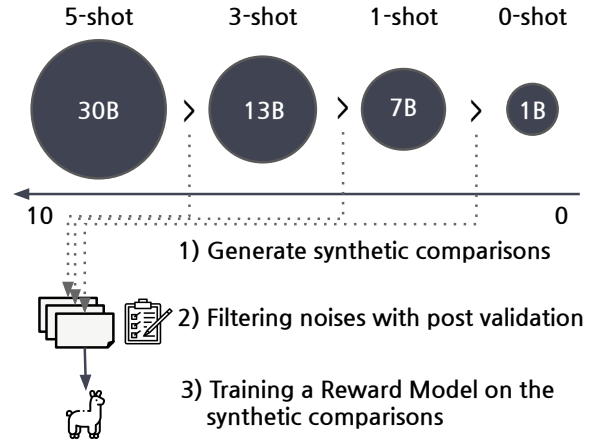 5-shot 3-shot 1-shot 0-shot
30B > 13B > 7B > 1B
10 0
1) Generate synthetic comparisons
2) Filtering noises with post validation
3) Training a Reward Model on the
synthetic comparisons